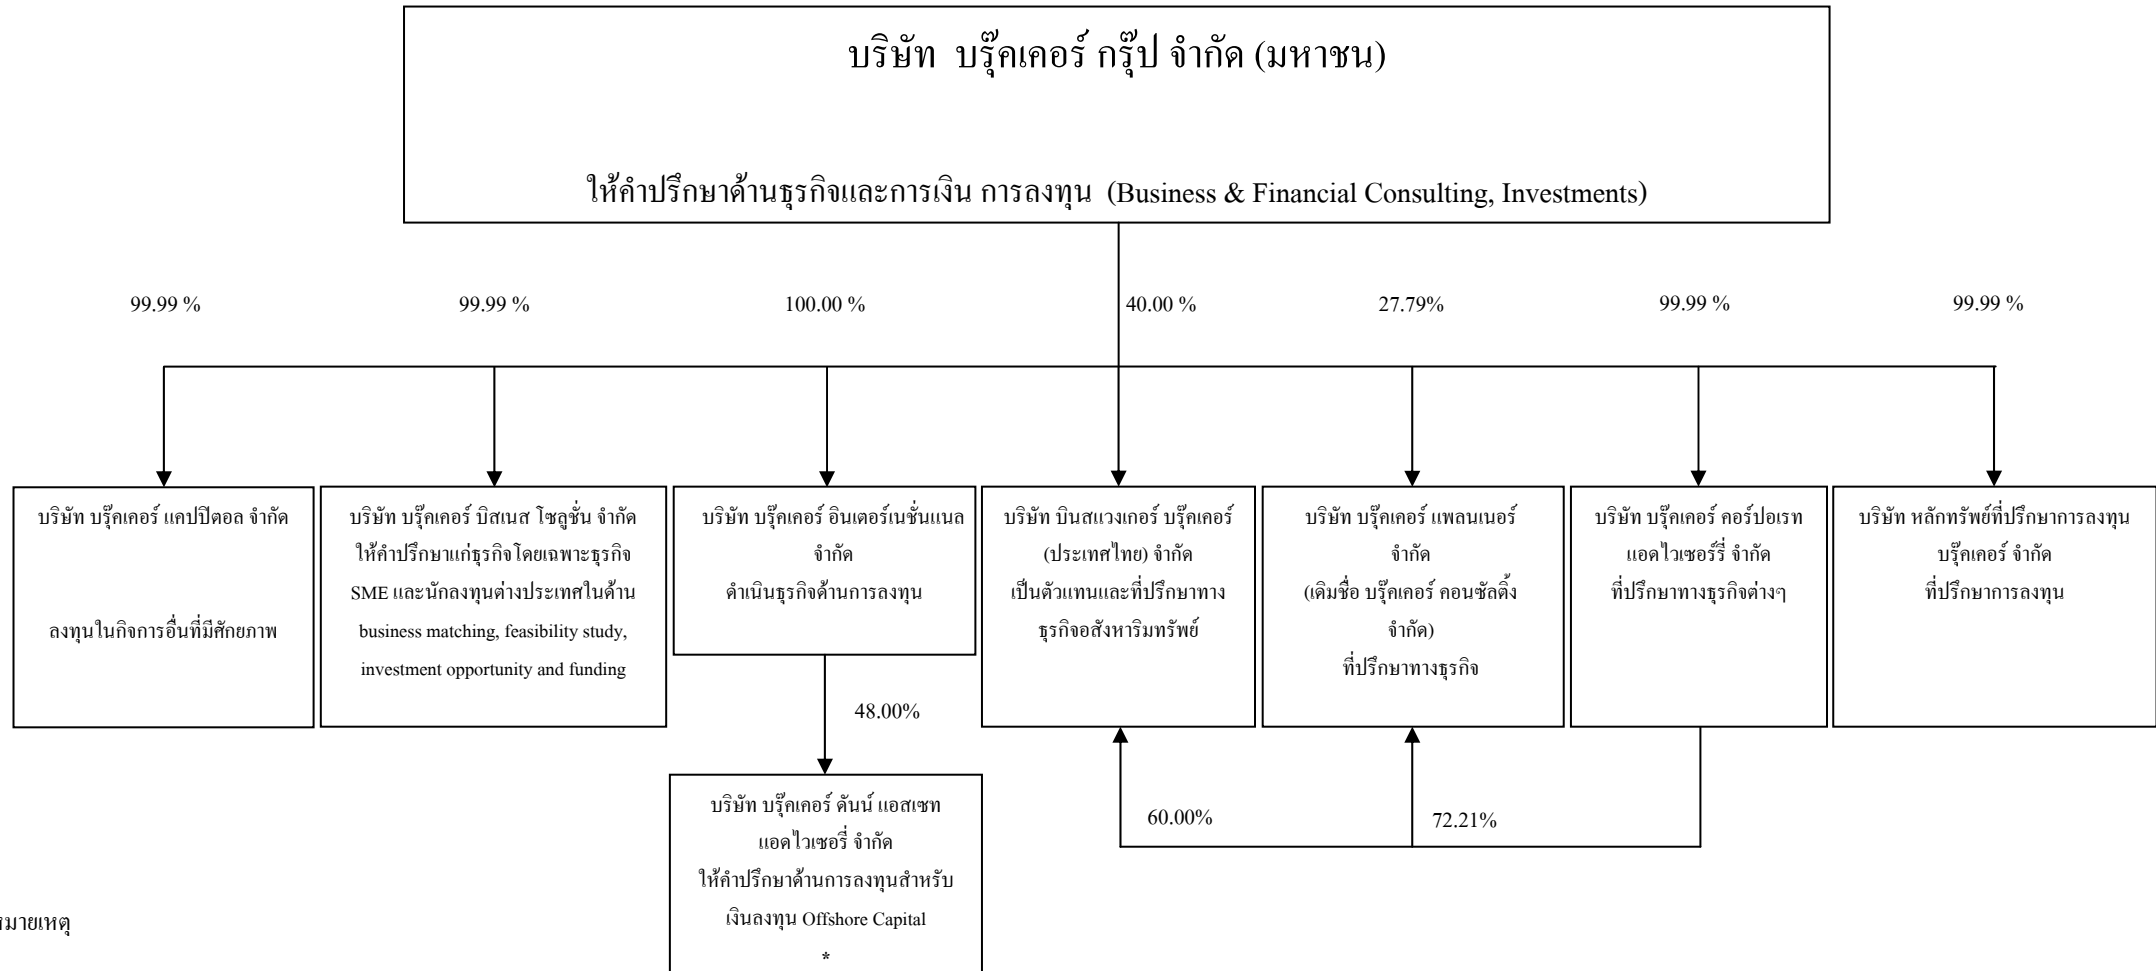 บริษัท บรุ๊คเคอร์ กรุ๊ป จำกัด (มหาชน)
ให้คำปรึกษาด้านธุรกิจและการเงิน การลงทุน (Business & Financial Consulting, Investments)
99.99 %
99.99 %
100.00 %
40.00 %
27.79%
99.99 %
99.99 %
บริษัท บรุ๊คเคอร์ แคปปิตอล จำกัด
ลงทุนในกิจการอื่นที่มีศักยภาพ
บริษัท บรุ๊คเคอร์ บิสเนส โซลูชั่น จำกัด
ให้คำปรึกษาแก่ธุรกิจโดยเฉพาะธุรกิจ
SME และนักลงทุนต่างประเทศในด้าน
business matching, feasibility study,
investment opportunity and funding
บริษัท บรุ๊คเคอร์ อินเตอร์เนชั่นแนล
จำกัด
ดำเนินธุรกิจด้านการลงทุน
บริษัท บินสแวงเกอร์ บรุ๊คเคอร์
(ประเทศไทย) จำกัด
เป็นตัวแทนและที่ปรึกษาทาง
ธุรกิจอสังหาริมทรัพย์
บริษัท บรุ๊คเคอร์ แพลนเนอร์
จำกัด
(เดิมชื่อ บรุ๊คเคอร์ คอนซัลติ้ง
จำกัด)
ที่ปรึกษาทางธุรกิจ
บริษัท บรุ๊คเคอร์ คอร์ปอเรท
แอดไวเซอร์รี่ จำกัด
ที่ปรึกษาทางธุรกิจต่างๆ
บริษัท หลักทรัพย์ที่ปรึกษาการลงทุน
บรุ๊คเคอร์ จำกัด
ที่ปรึกษาการลงทุน
48.00%
60.00%
72.21%
บริษัท บรุ๊คเคอร์ ดันน์ แอสเซท
แอดไวเซอรี่ จำกัด
ให้คำปรึกษาด้านการลงทุนสำหรับ
เงินลงทุน Offshore Capital
*
หมายเหตุ